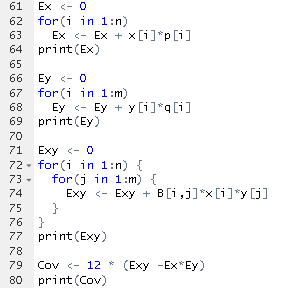 61 Ex <- 0
62 for(i in 1:n)
63   Ex <- Ex + x[i]*p[i]
64 print(Ex)
65
66 Ey <- 0
67 for(i in 1:m)
68   Ey <- Ey + y[i]*q[i]
69 print(Ey)
70
71 Exy <- 0
72 for(i in 1:n) {
73   for(j in 1:m) {
74     Exy <- Exy + B[i,j]*x[i]*y[j]
75   }
76 }
77 print(Exy)
78
79 Cov <- 12 * (Exy -Ex*Ey)
80 print(Cov)